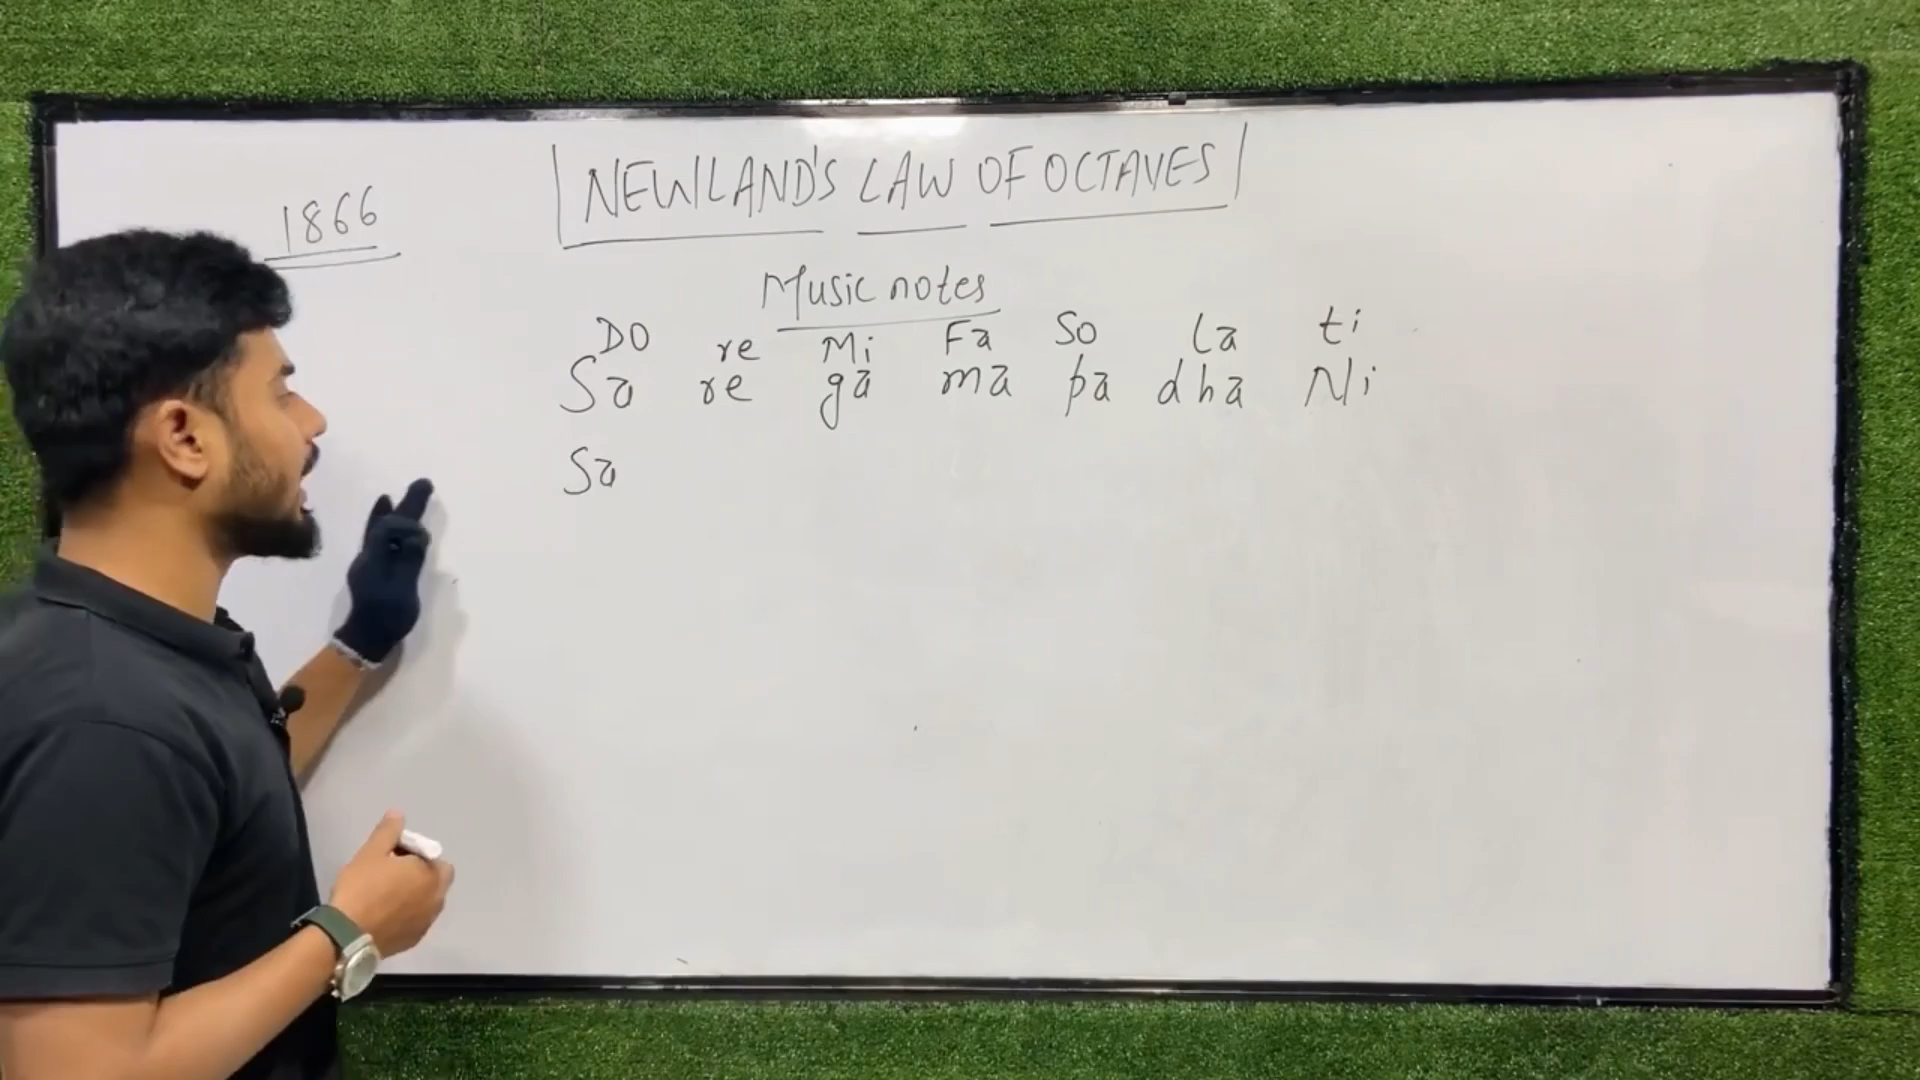 NEWLAND'S LAW OF OCTAVES
1866
Music notes
DO re Mi Fa So La ti
Sa re ga ma pa dha Ni
Sa